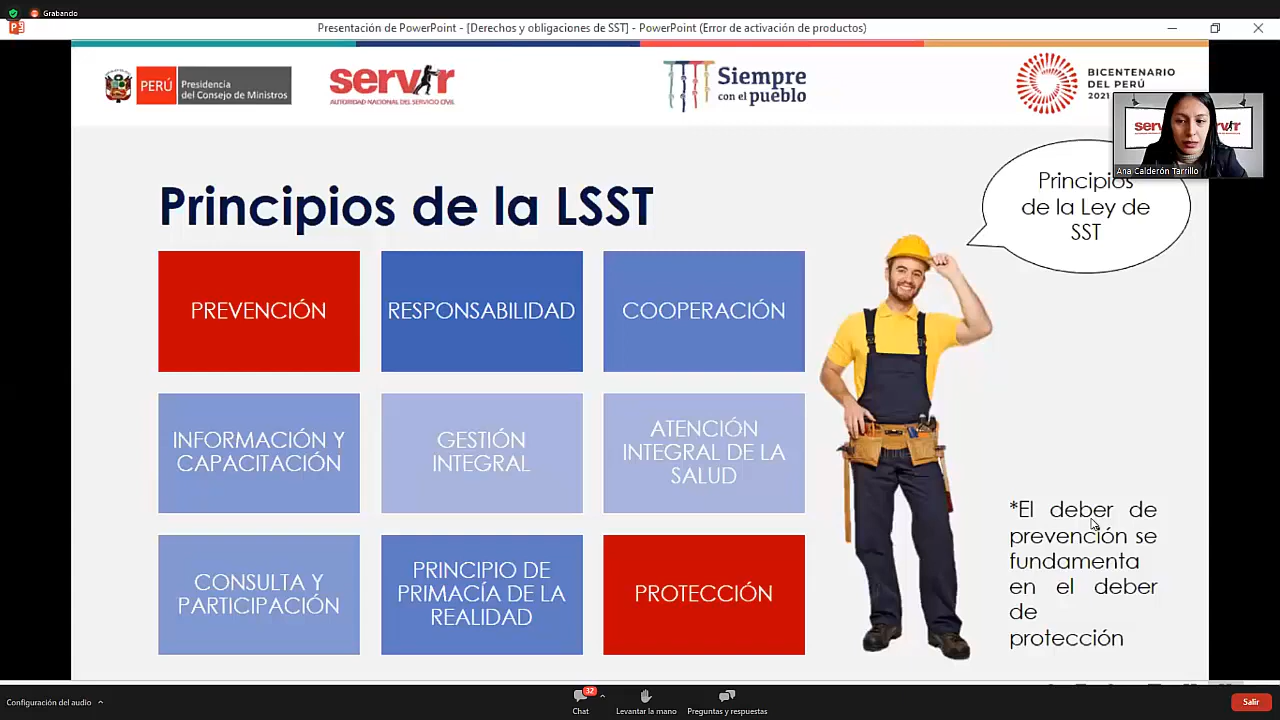 Grabando
Presentación de PowerPoint - [Derechos y obligaciones de SST] - PowerPoint (Error de activación de productos)
PERÚ
Presidencia
del Consejo de Ministros
servir
AUTORIDAD NACIONAL DEL SERVICIO CIVIL
Siempre
con el pueblo
BICENTENARIO
DEL PERÚ
2021
Ana Calderón Tarrillo
Principios
de la Ley de
SST
Principios de la LSST
PREVENCIÓN
RESPONSABILIDAD
COOPERACIÓN
INFORMACIÓN Y
CAPACITACIÓN
GESTIÓN
INTEGRAL
ATENCIÓN
INTEGRAL DE LA
SALUD
CONSULTA Y
PARTICIPACIÓN
PRINCIPIO DE
PRIMACÍA DE LA
REALIDAD
PROTECCIÓN
*El deber de
prevención se
fundamenta
en el deber
de
protección
Configuración del audio
32
Chat
Levantar la mano
Preguntas y respuestas
Salir